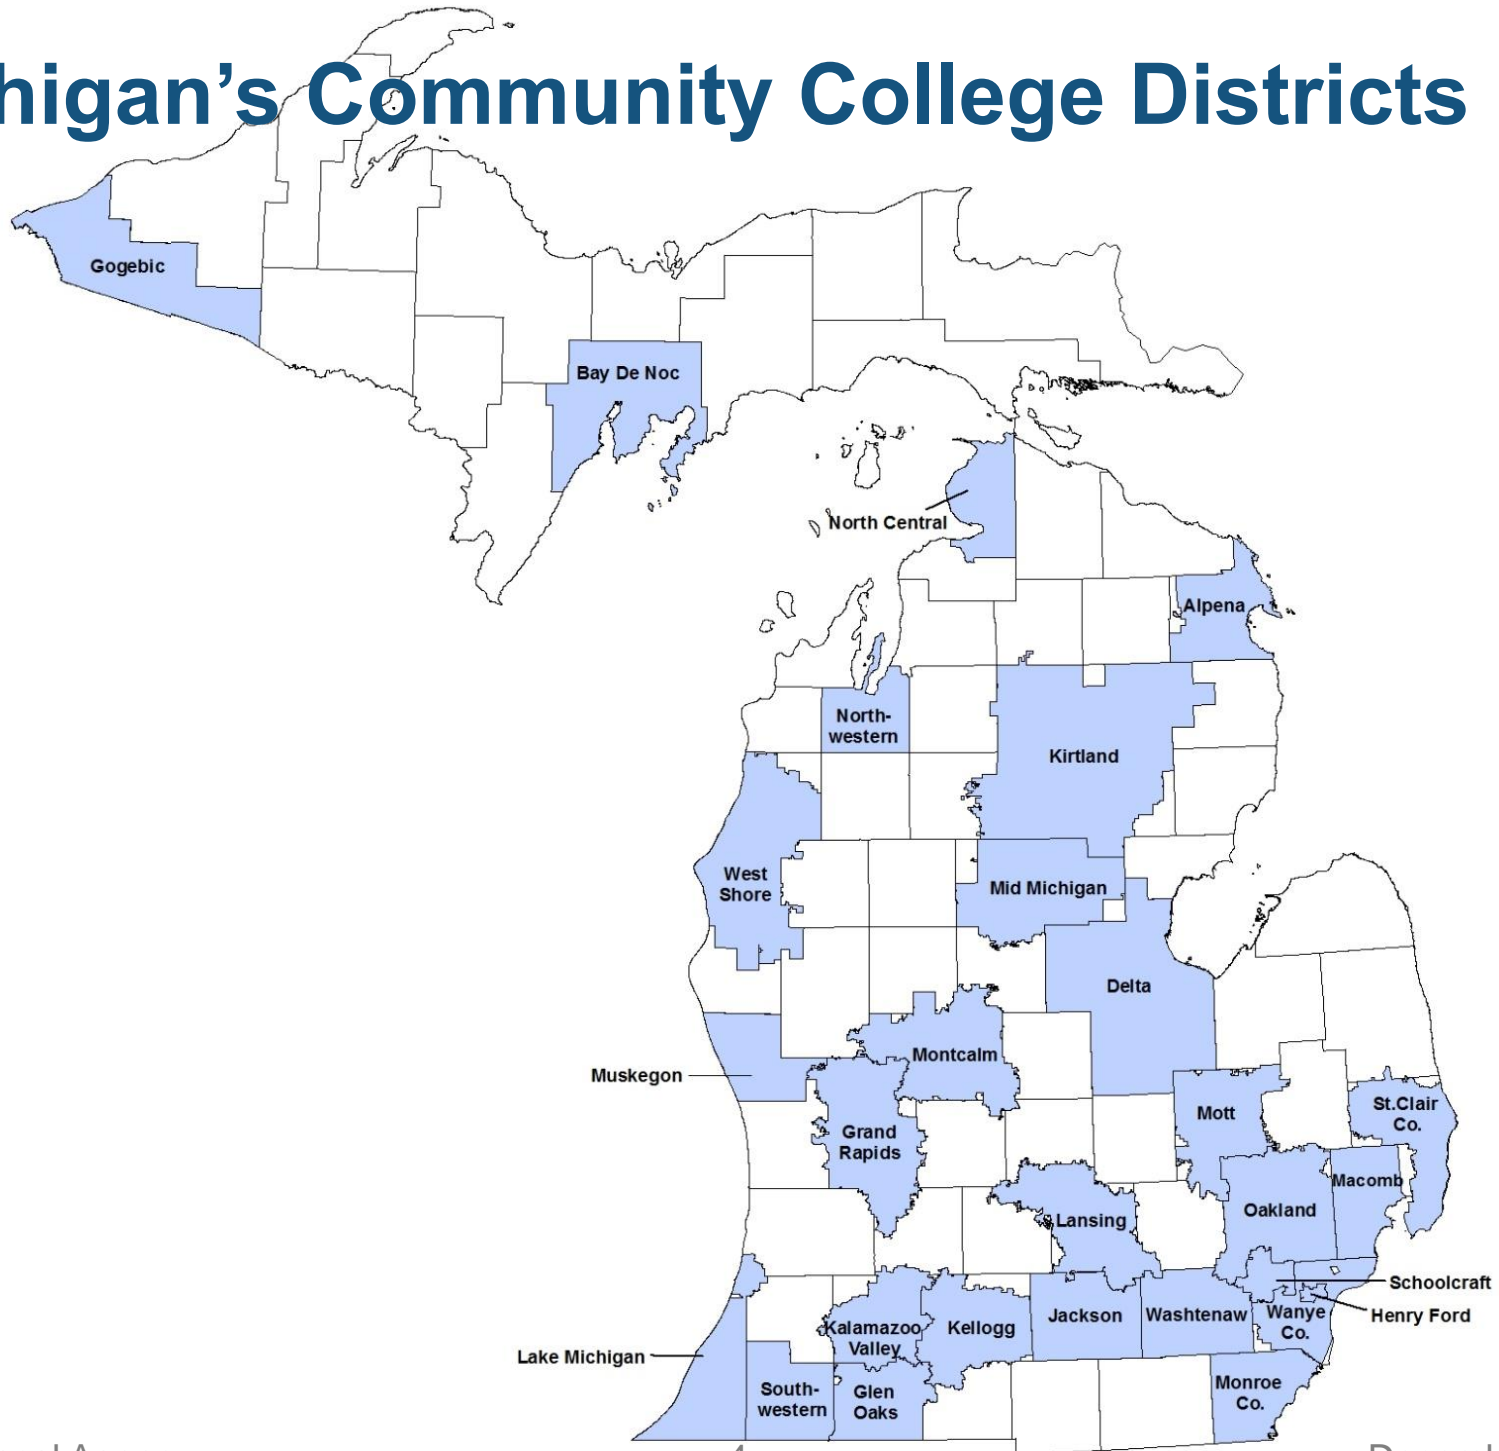 higan's Community College Districts
Gogebic
Bay De Noc
North Central
Alpena
North-
western
Kirtland
West
Shore
Mid Michigan
Delta
Montcalm
Muskegon
Mott
St.Clair
Co.
Grand
Rapids
Macomb
Oakland
Lansing
Schoolcraft
Henry Ford
Jackson
Washtenaw
Wanye
Co.
Kalamazoo
Valley
Kellogg
Lake Michigan
South-
western
Glen
Oaks
Monroe
Co.